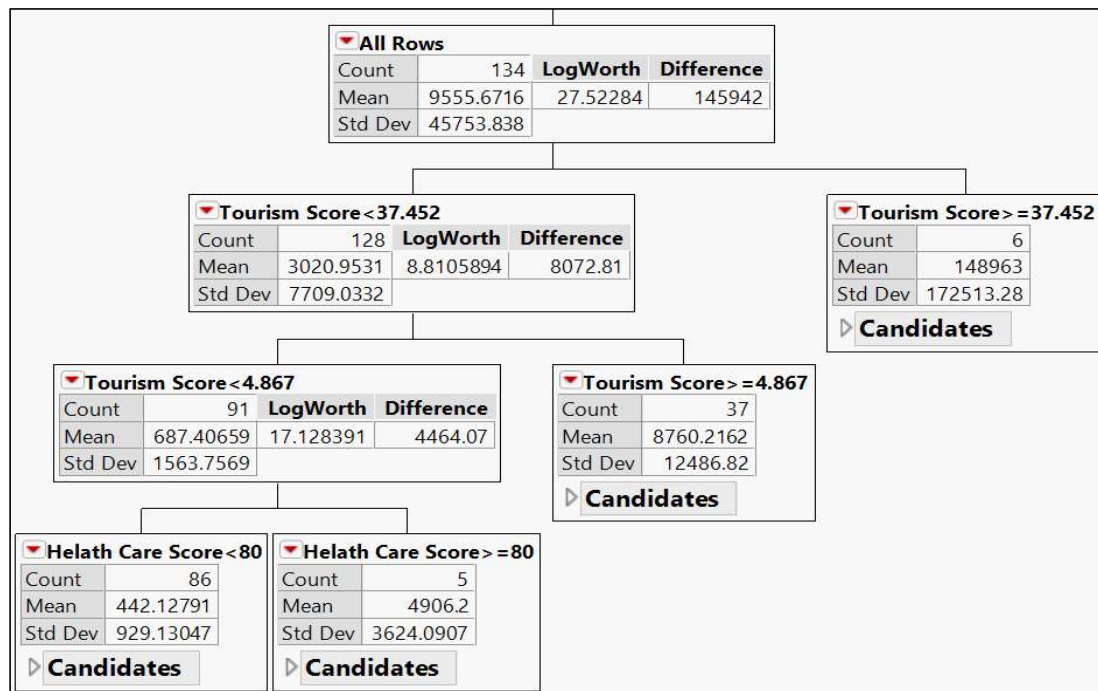 All Rows
Count 134 LogWorth Difference
Mean 9555.6716 27.52284 145942
Std Dev 45753.838
Tourism Score<37.452
Count 128 LogWorth Difference
Mean 3020.9531 8.8105894 8072.81
Std Dev 7709.0332
Tourism Score>=37.452
Count 6
Mean 148963
Std Dev 172513.28
Candidates
Tourism Score<4.867
Count 91 LogWorth Difference
Mean 687.40659 17.128391 4464.07
Std Dev 1563.7569
Tourism Score>=4.867
Count 37
Mean 8760.2162
Std Dev 12486.82
Candidates
Helath Care Score<80
Count 86
Mean 442.12791
Std Dev 929.13047
Candidates
Helath Care Score>=80
Count 5
Mean 4906.2
Std Dev 3624.0907
Candidates